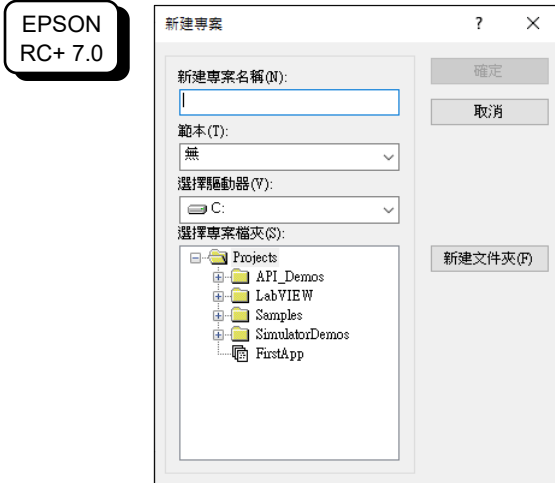 EPSON
RC+ 7.0
新建專案
?
新建專案名稱(N):
確定
取消
範本(T):
無
選擇驅動器(V):
C:
選擇專案檔夾(S):
Projects
新建文件夾(F)
API_Demos
LabVIEW
Samples
SimulatorDemos
FirstApp